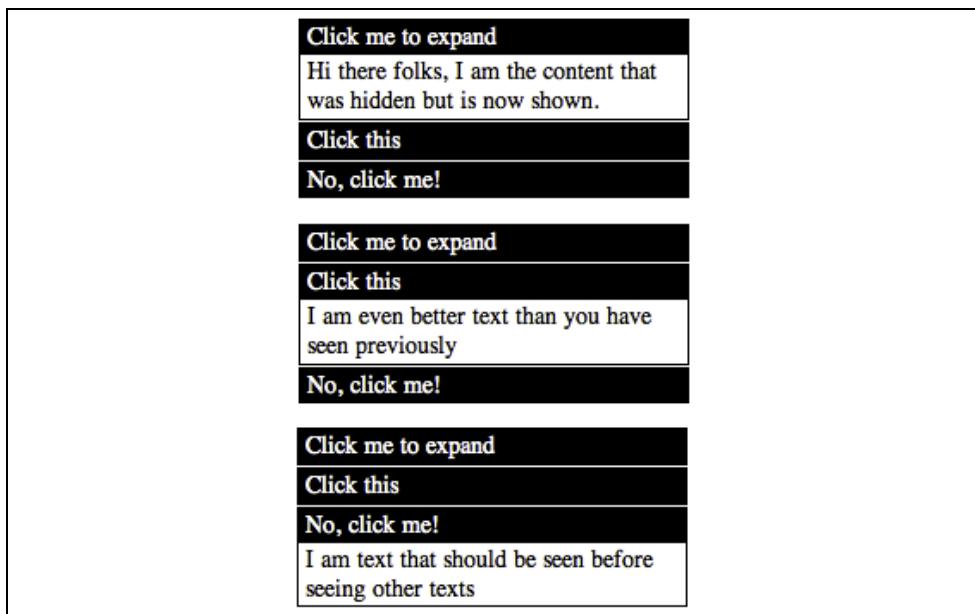 Click me to expand
Hi there folks, I am the content that
was hidden but is now shown.
Click this
No, click me!
Click me to expand
Click this
I am even better text than you have
seen previously
No, click me!
Click me to expand
Click this
No, click me!
I am text that should be seen before
seeing other texts